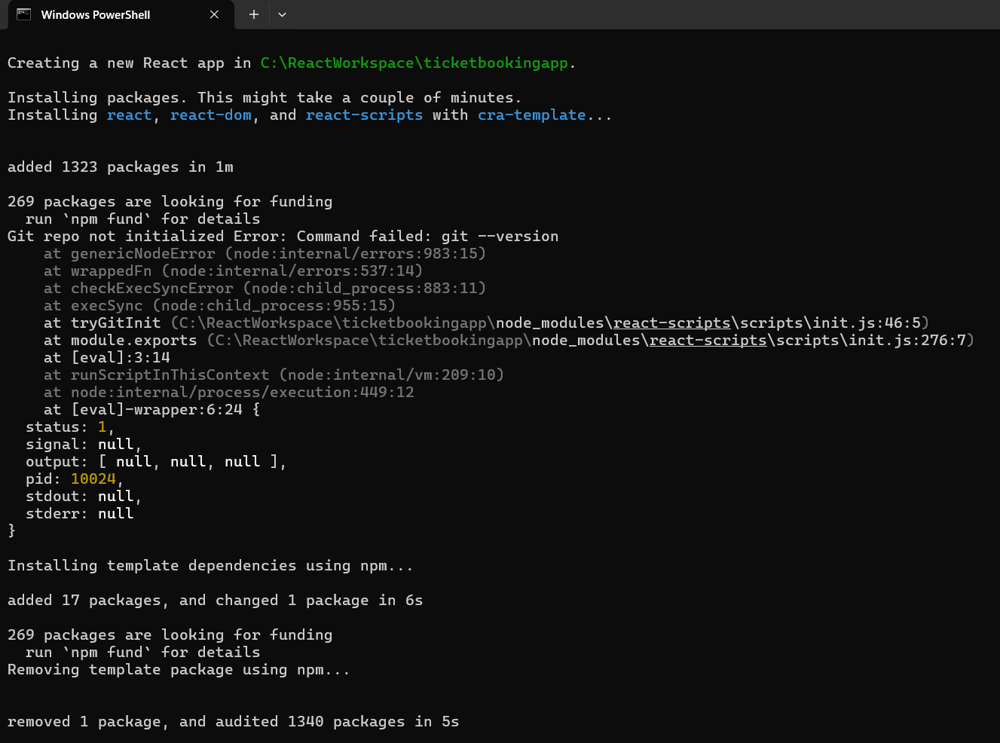 Windows PowerShell
Creating a new React app in C:\ReactWorkspace\ticketbookingapp.
Installing packages. This might take a couple of minutes.
Installing react, react-dom, and react-scripts with cra-template...
added 1323 packages in 1m
269 packages are looking for funding
  run `npm fund` for details
Git repo not initialized Error: Command failed: git --version
    at genericNodeError (node:internal/errors:983:15)
    at wrappedFn (node:internal/errors:537:14)
    at checkExecSyncError (node:child_process:883:11)
    at execSync (node:child_process:955:15)
    at tryGitInit (C:\ReactWorkspace\ticketbookingapp\node_modules\react-scripts\scripts\init.js:46:5)
    at module.exports (C:\ReactWorkspace\ticketbookingapp\node_modules\react-scripts\scripts\init.js:276:7)
    at [eval]:3:14
    at runScriptInThisContext (node:internal/vm:209:10)
    at node:internal/process/execution:449:12
    at [eval]-wrapper:6:24 {
  status: 1,
  signal: null,
  output: [ null, null, null ],
  pid: 10024,
  stdout: null,
  stderr: null
}
Installing template dependencies using npm...
added 17 packages, and changed 1 package in 6s
269 packages are looking for funding
  run `npm fund` for details
Removing template package using npm...
removed 1 package, and audited 1340 packages in 5s